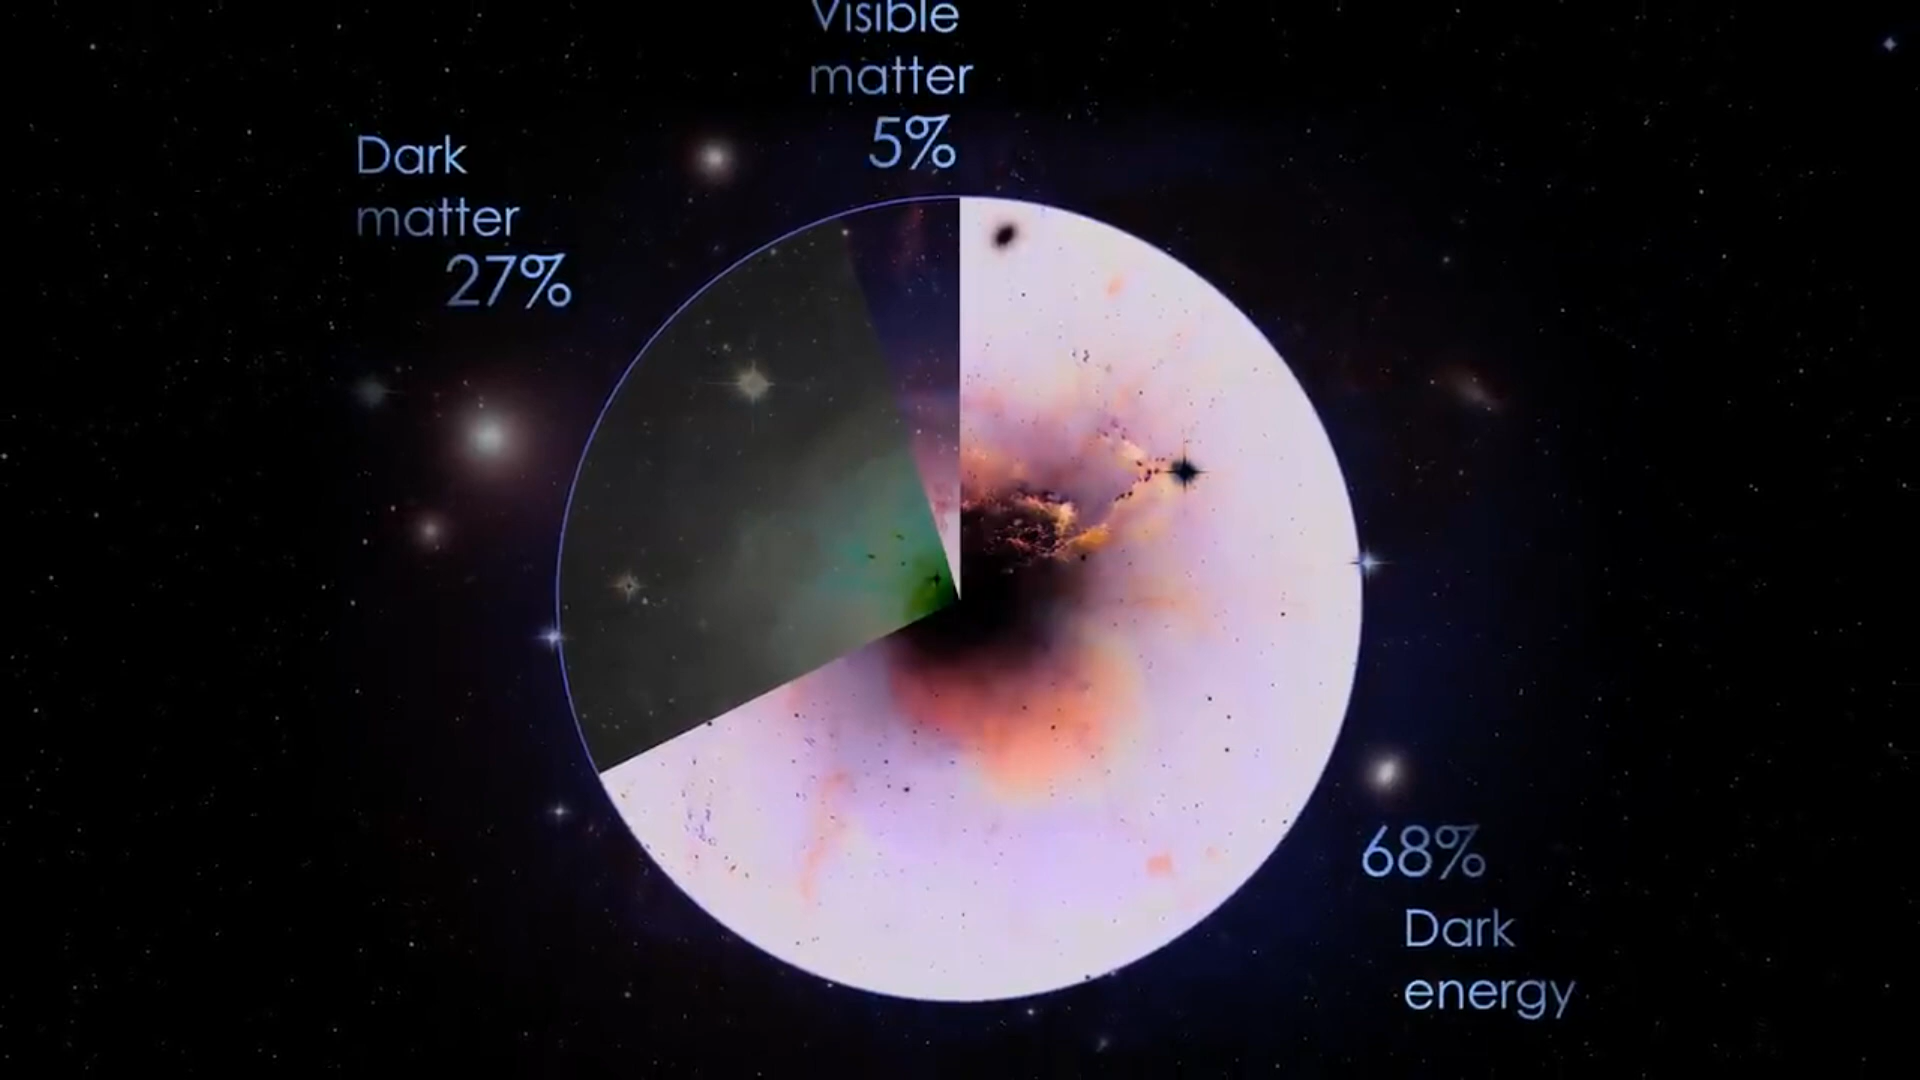 Visible
matter
5%
Dark
matter
27%
68%
Dark
energy